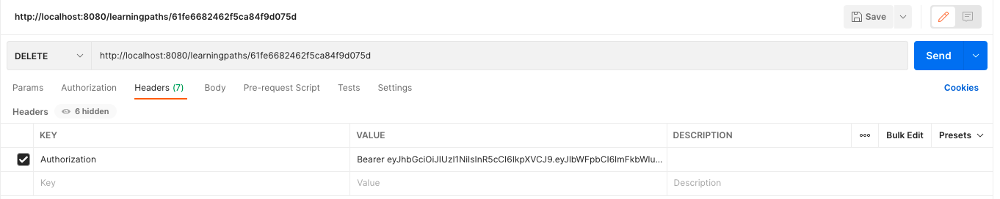 http://localhost:8080/learningpaths/61fe6682462f5ca84f9d075d Save
DELETE http://localhost:8080/learningpaths/61fe6682462f5ca84f9d075d Send
Params Authorization Headers (7) Body Pre-request Script Tests Settings Cookies
Headers 6 hidden
KEY VALUE DESCRIPTION Bulk Edit Presets
Authorization Bearer eyJhbGciOiJIUzI1NiIsInR5cCI6IkpXVCJ9.eyJlbWFpbCI6ImFkbWlu...
Key Value Description